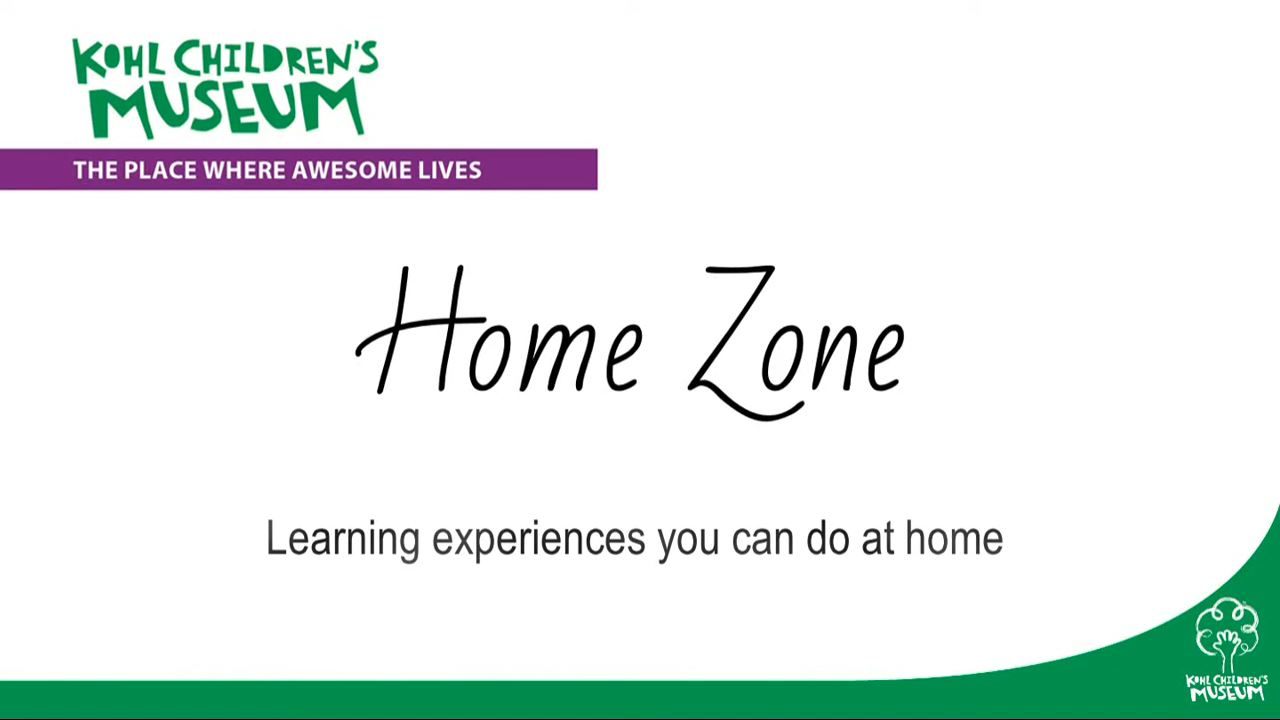 KOHL CHILDREN'S
MUSEUM
THE PLACE WHERE AWESOME LIVES
Home Zone
Learning experiences you can do at home
KOHL CHILDREN'S
MUSEUM